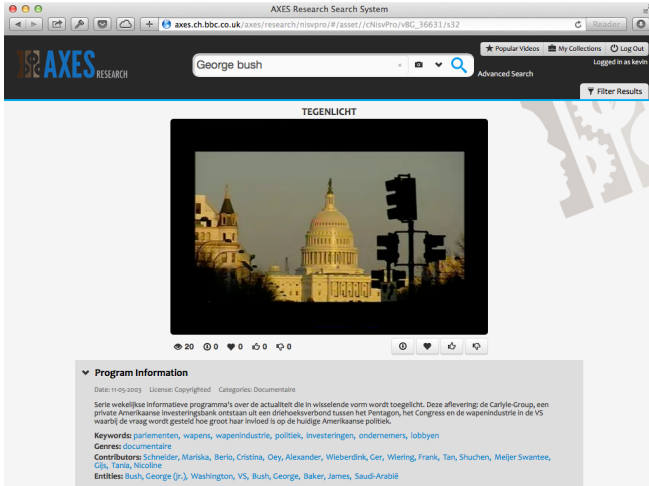 AXES Research Search System
axes.ch.bbc.co.uk/axes/research/nisvpro/#/asset//cNisvPro/vBG_36631/s32
Reader
Popular Videos
My Collections
Log Out
AXES RESEARCH
George bush
Logged In as kevin
Advanced Search
Filter Results
TEGENLICHT
20
0
0
0
0
Program Information
Date: 11-05-2003 License: Copyrighted Categories: Documentaire
Serie wekelijkse informatieve programma's over de actualiteit die in wisselende vorm wordt toegelicht. Deze aflevering: de Carlyle-Group, een
private Amerikaanse investeringsbank ontstaan uit een driehoeksverbond tussen het Pentagon, het Congress en de wapenindustrie in de VS
waarbij de vraag wordt gesteld hoe groot haar invloed is op de huidige Amerikaanse politiek.
Keywords: parlementen, wapens, wapenindustrie, politiek, investeringen, ondernemers, lobbyen
Genres: documentaire
Contributors: Schneider, Mariska, Berio, Cristina, Oey, Alexander, Wieberdink, Ger, Wiering, Frank, Tan, Shuchen, Meijer Swantee,
Gijs, Tania, Nicoline
Entities: Bush, George (jr.), Washington, VS, Bush, George, Baker, James, Saudi-Arabië